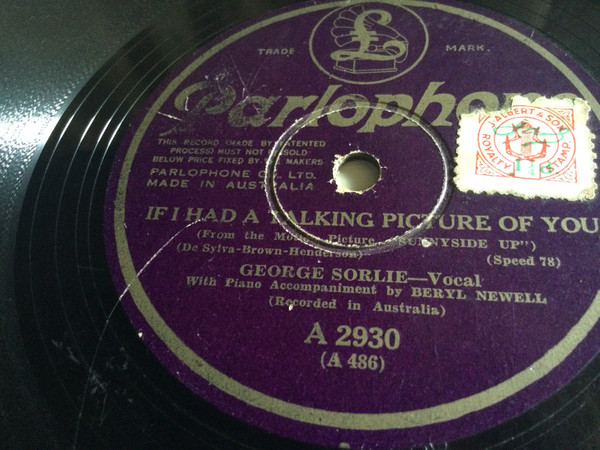 £
TRADE MARK.
Parlophone
THIS RECORD (MADE BY PATENTED
PROCESS) MUST NOT BE SOLD
BELOW PRICE FIXED BY THE MAKERS
PARLOPHONE CO. LTD.
MADE IN AUSTRALIA
ALBERT & SON
ROYALTY STAMP
IF I HAD A TALKING PICTURE OF YOU
(From the Motion Picture "SUNNYSIDE UP")
(De Sylva-Brown-Henderson) (Speed 78)
GEORGE SORLIE—Vocal
With Piano Accompaniment by BERYL NEWELL
(Recorded in Australia)
A 2930
(A 486)